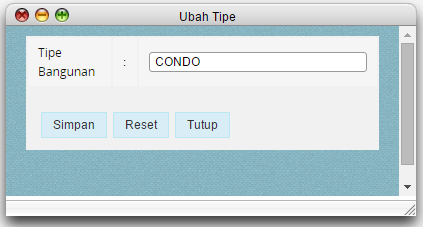 Ubah Tipe
Tipe
Bangunan
:
CONDO
Simpan
Reset
Tutup